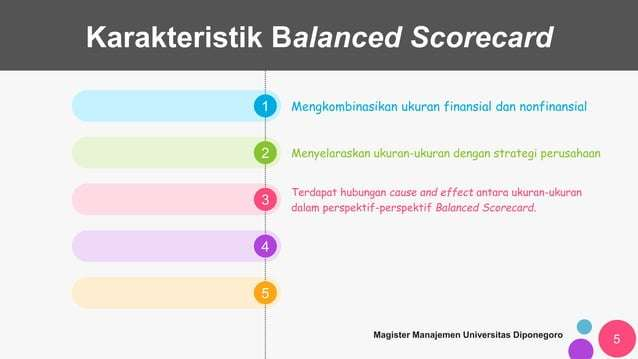 Karakteristik Balanced Scorecard
1 Mengkombinasikan ukuran finansial dan nonfinansial
2 Menyelaraskan ukuran-ukuran dengan strategi perusahaan
3 Terdapat hubungan cause and effect antara ukuran-ukuran
dalam perspektif-perspektif Balanced Scorecard.
4
5
Magister Manajemen Universitas Diponegoro
5